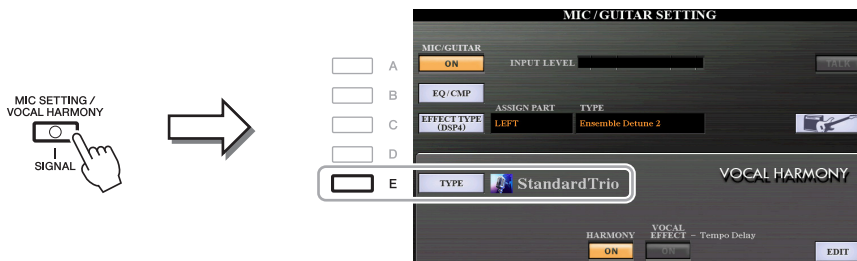 MIC SETTING /
VOCAL HARMONY
SIGNAL
A
B
C
D
E
MIC / GUITAR SETTING
MIC/GUITAR
ON
INPUT LEVEL
TALK
EQ/CMP
ASSIGN PART
TYPE
EFFECT TYPE
(DSP4)
LEFT
Ensemble Detune 2
TYPE
StandardTrio
VOCAL HARMONY
HARMONY
ON
VOCAL
EFFECT – Tempo Delay
ON
EDIT